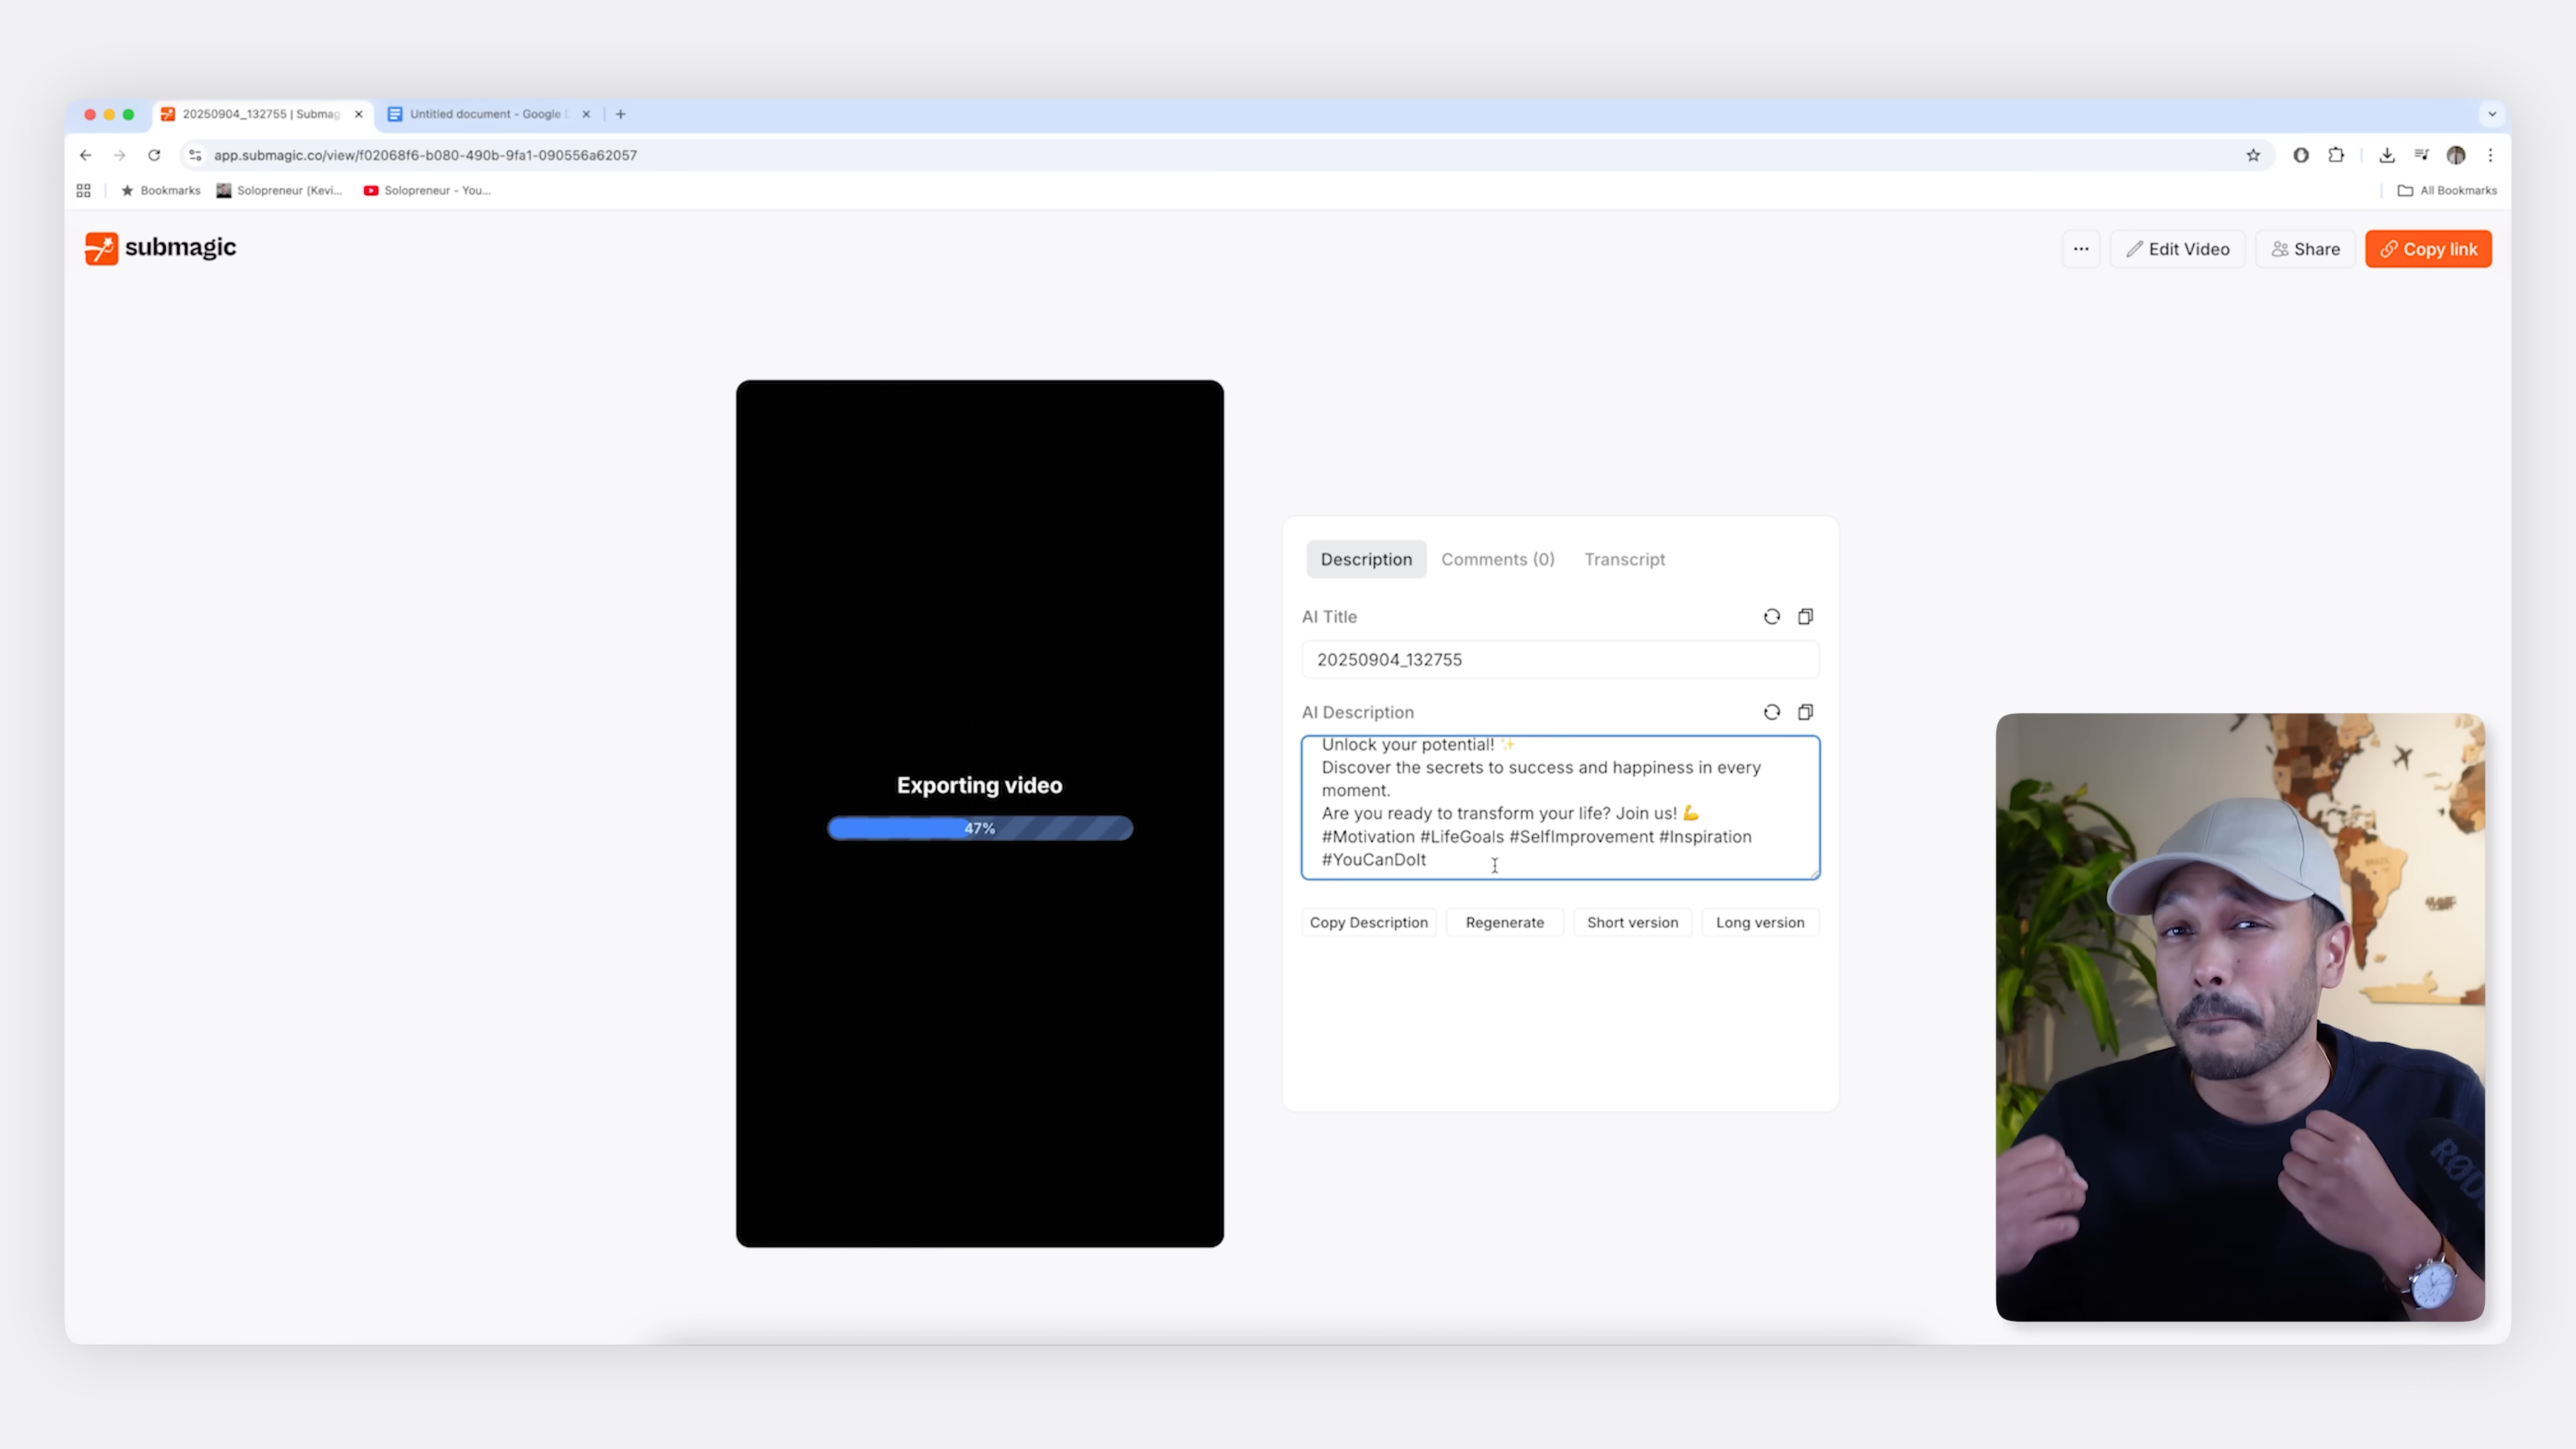 20250904_132755 | Submag
Untitled document - Google
app.submagic.co/view/f02068f6-b080-490b-9fa1-090556a62057
Bookmarks
Solopreneur (Kevi...
Solopreneur - You...
All Bookmarks
submagic
Edit Video
Share
Copy link
Description
Comments (0)
Transcript
AI Title
20250904_132755
AI Description
Unlock your potential! ✨
Discover the secrets to success and happiness in every
moment.
Are you ready to transform your life? Join us! 💪
#Motivation #LifeGoals #SelfImprovement #Inspiration
#YouCanDoIt
Copy Description
Regenerate
Short version
Long version
Exporting video
47%
BRASIL
RØD